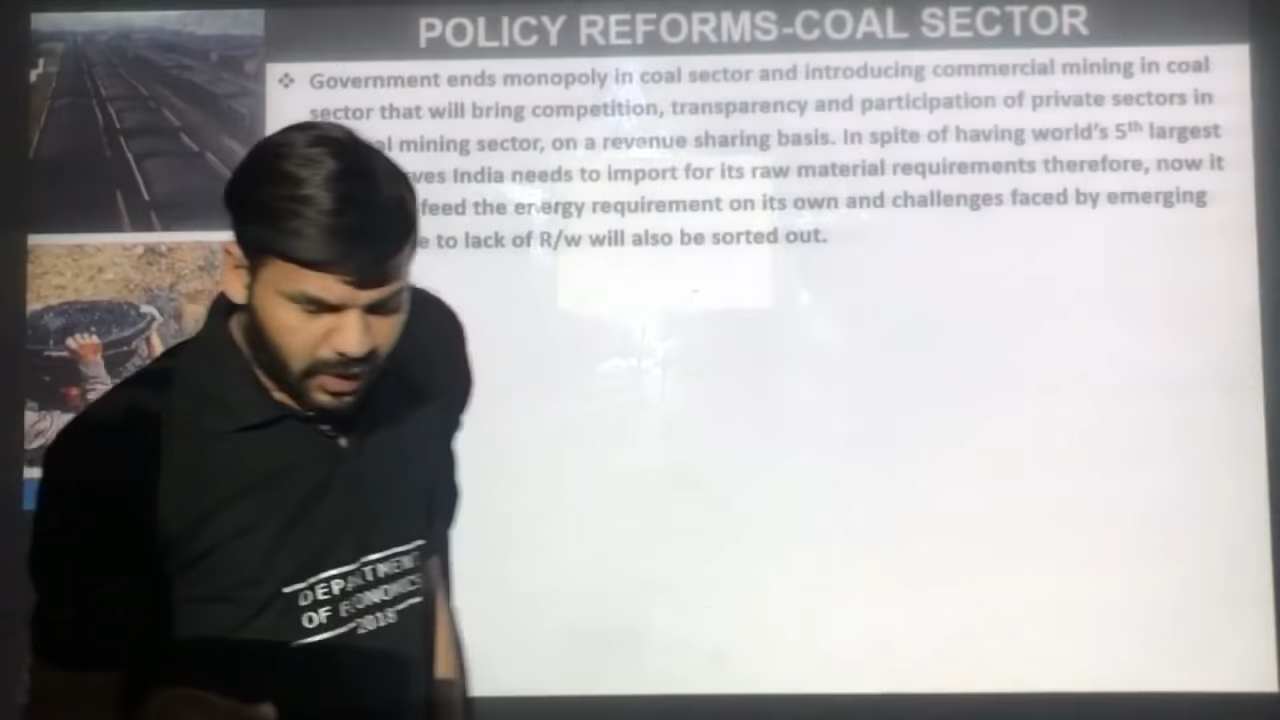 POLICY REFORMS-COAL SECTOR
❖ Government ends monopoly in coal sector and introducing commercial mining in coal
sector that will bring competition, transparency and participation of private sectors in
mining sector, on a revenue sharing basis. In spite of having world's 5th largest
India needs to import for its raw material requirements therefore, now it
feed the energy requirement on its own and challenges faced by emerging
to lack of R/w will also be sorted out.
DEPARTMENT
OF ECONOMICS
2018